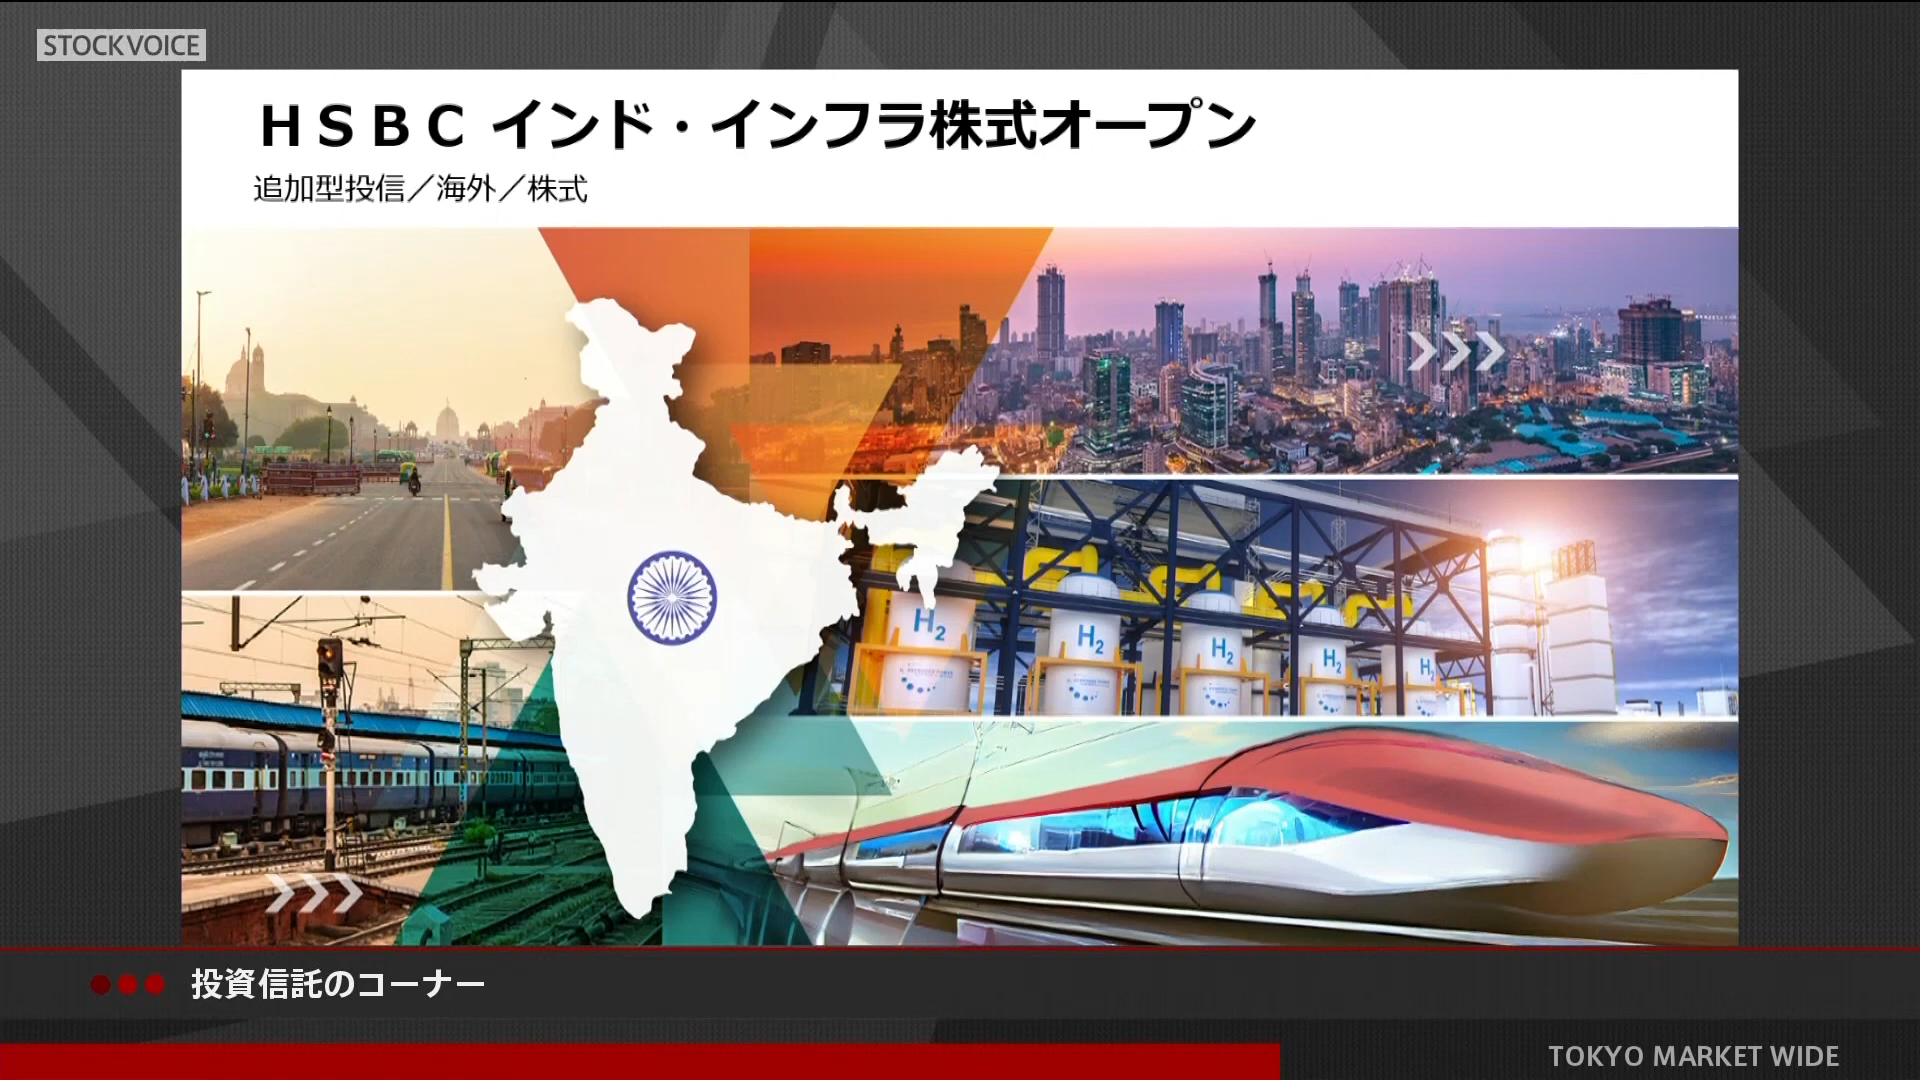 STOCKVOICE
ＨＳＢＣ インド・インフラ株式オープン
追加型投信／海外／株式
H2
H2
H2
H2
H2
投資信託のコーナー
TOKYO MARKET WIDE